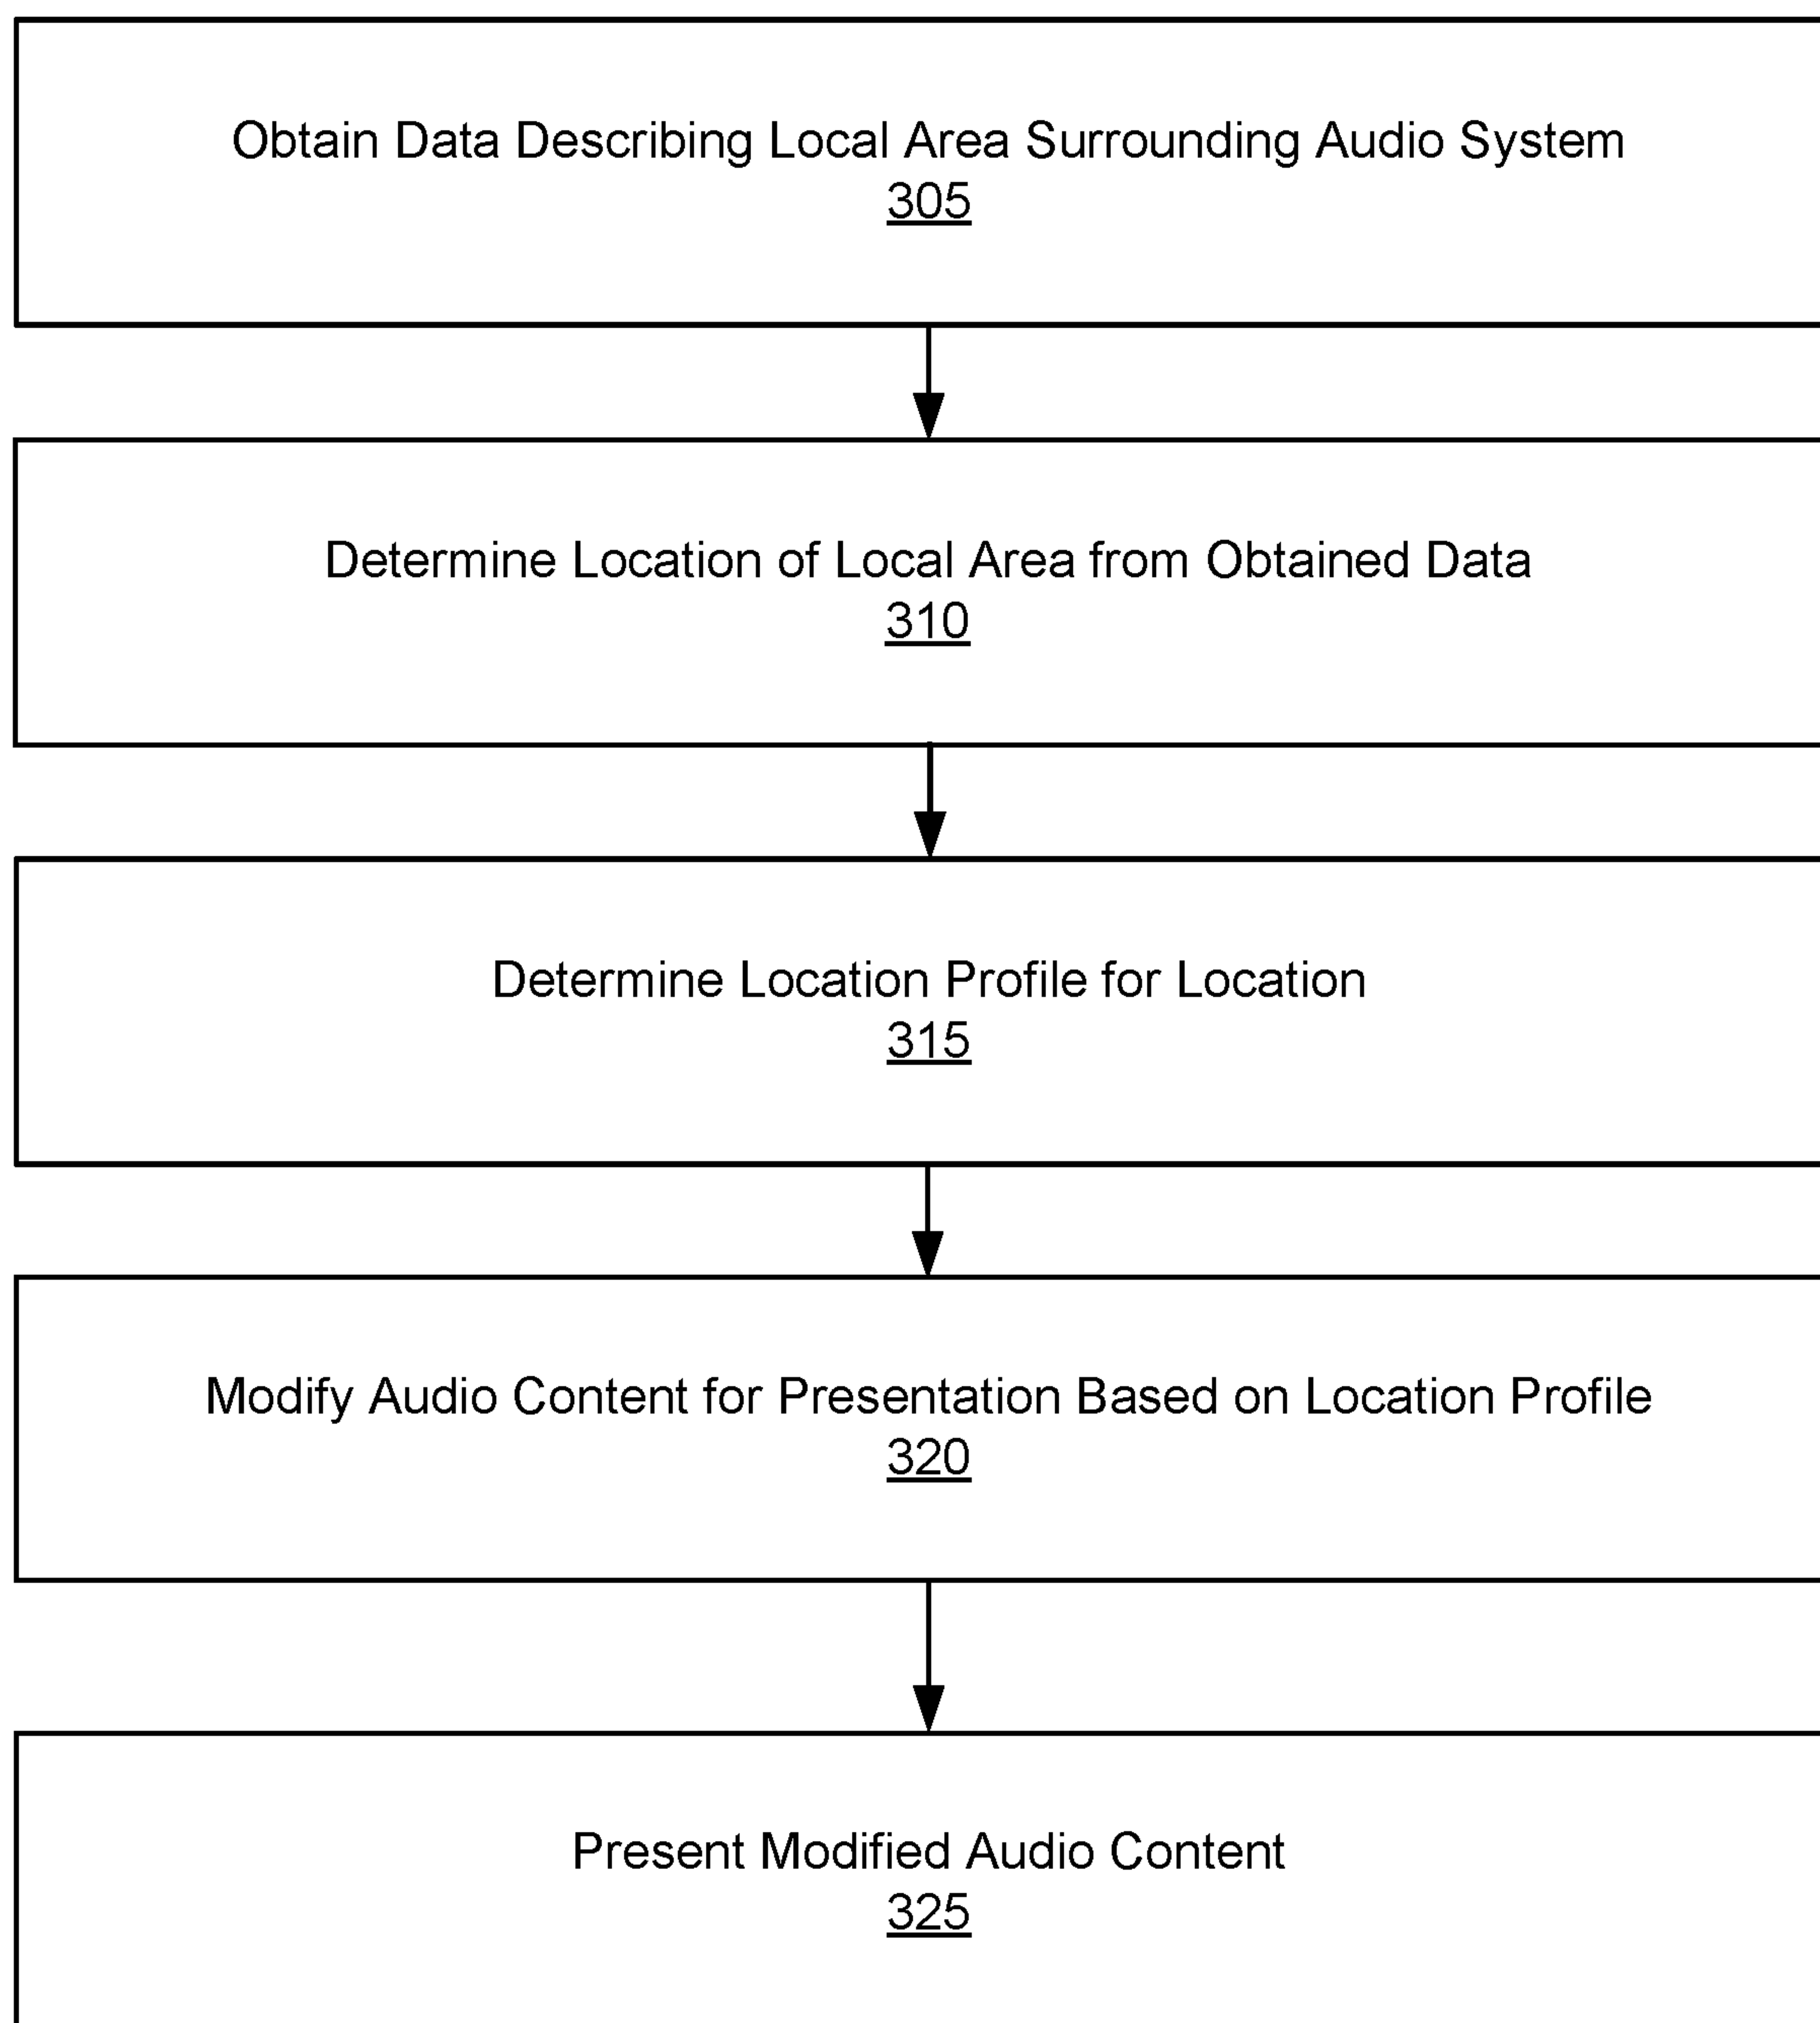 Obtain Data Describing Local Area Surrounding Audio System
305
Determine Location of Local Area from Obtained Data
310
Determine Location Profile for Location
315
Modify Audio Content for Presentation Based on Location Profile
320
Present Modified Audio Content
325